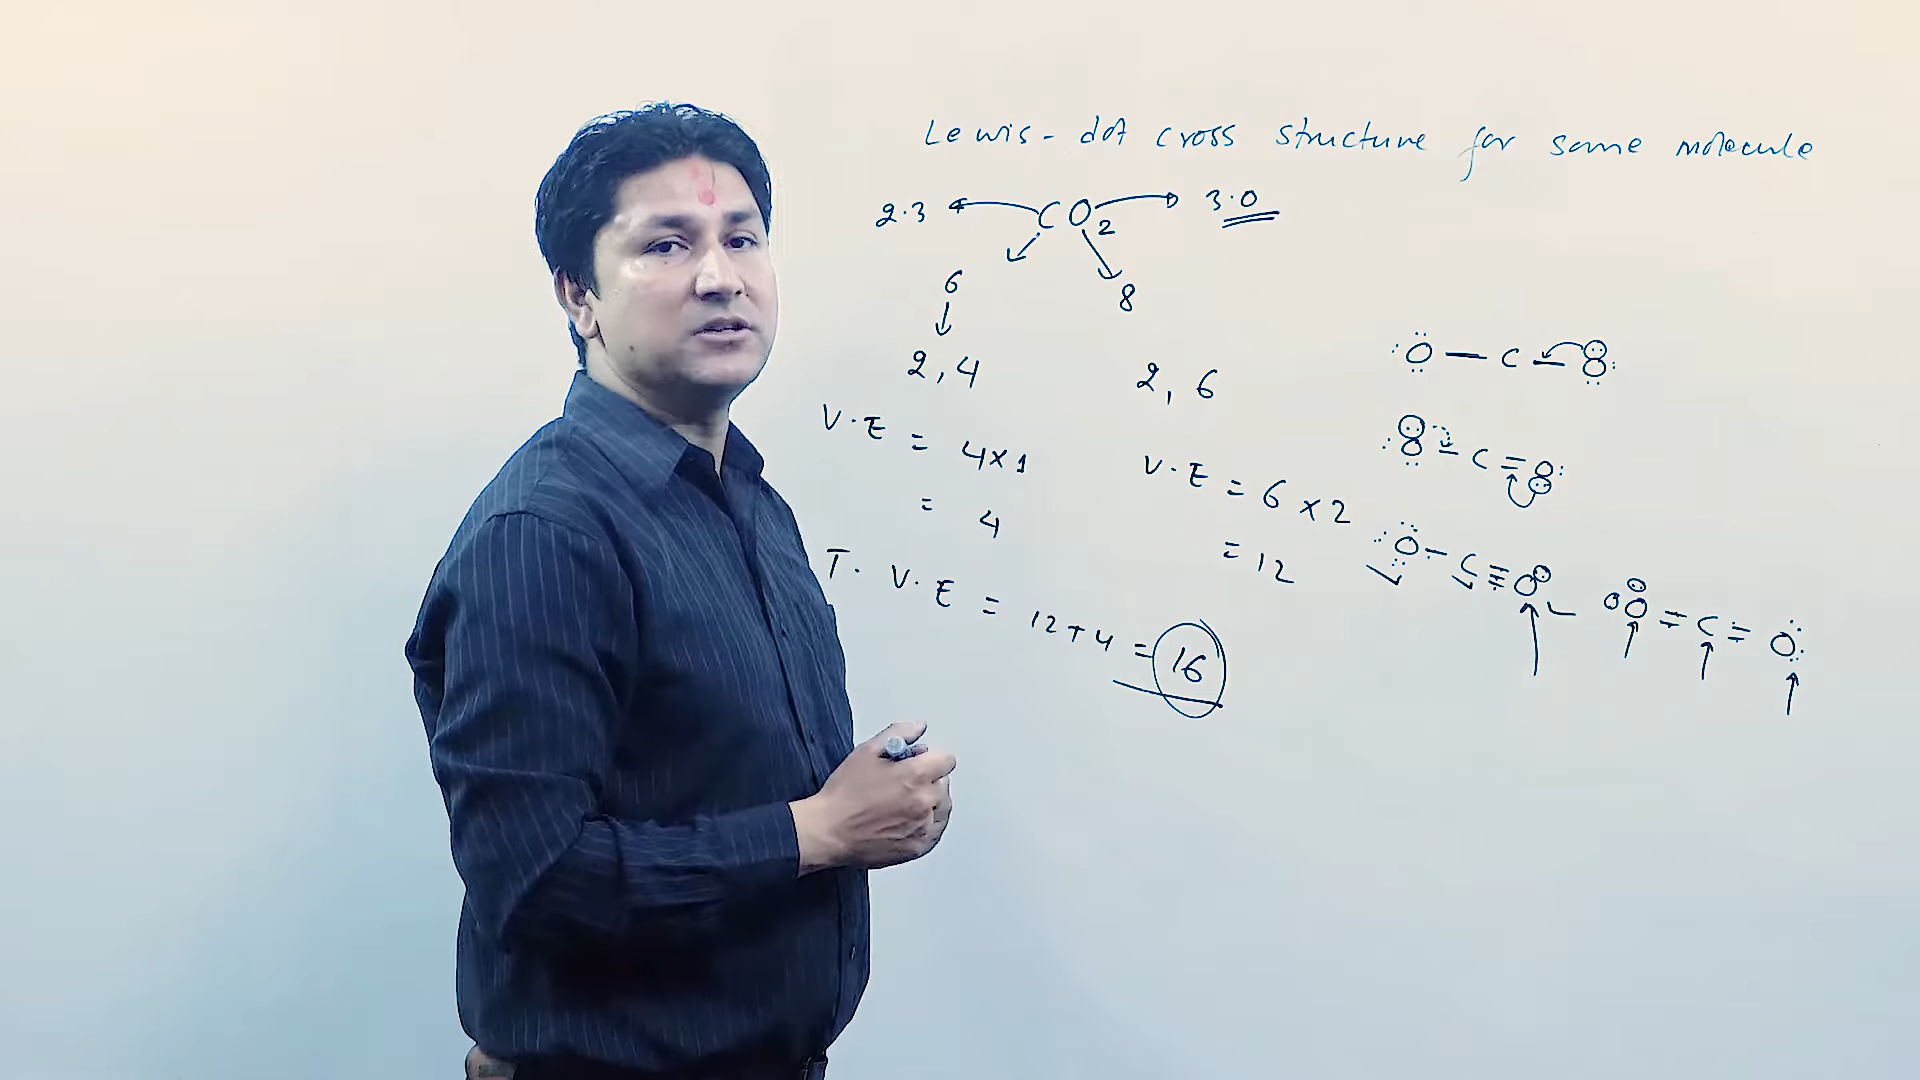 Lewis-dot cross structure for some molecule
2.3 CO2 3.0
6 8
2,4 2,6
V.E = 4×1
= 4
V.E = 6×2
= 12
T. V. E = 12+4 = 16
:O — C — O:
:O — C = O:
:O — C ≡ O
O = C = O